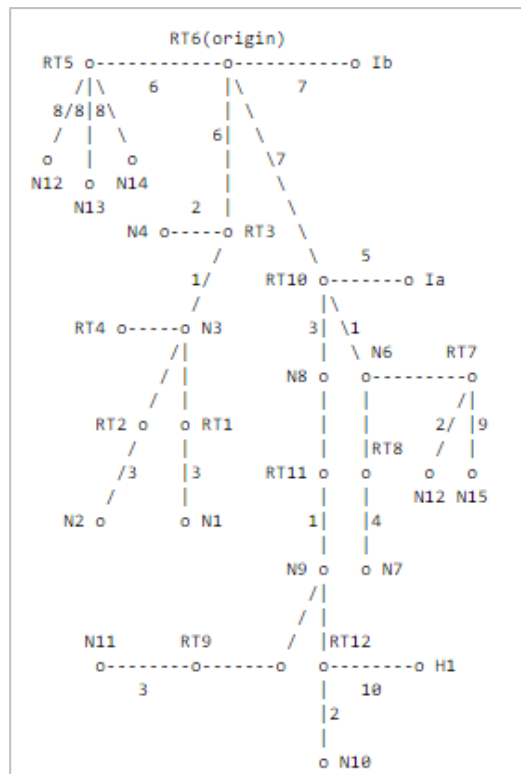 RT6(origin)
RT5 o------------o-----------o Ib
/|\ 6 |\ 7
8/8|8\ | \
/ | \ 6| \
o | o | \7
N12 o N14 | \
N13 2 | \
N4 o-----o RT3 \
/ \ 5
1/ RT10 o-------o Ia
/ |\
RT4 o-----o N3 3| \1
/| | \ N6 RT7
/ | N8 o o---------o
/ | | | /|
RT2 o o RT1 | | 2/ |9
/ | | |RT8 / |
/3 |3 RT11 o o o o
/ | | | N12 N15
N2 o o N1 1| |4
| |
N9 o o N7
/|
/ |
N11 RT9 / |RT12
o--------o-------o o--------o H1
3 | 10
|2
|
o N10